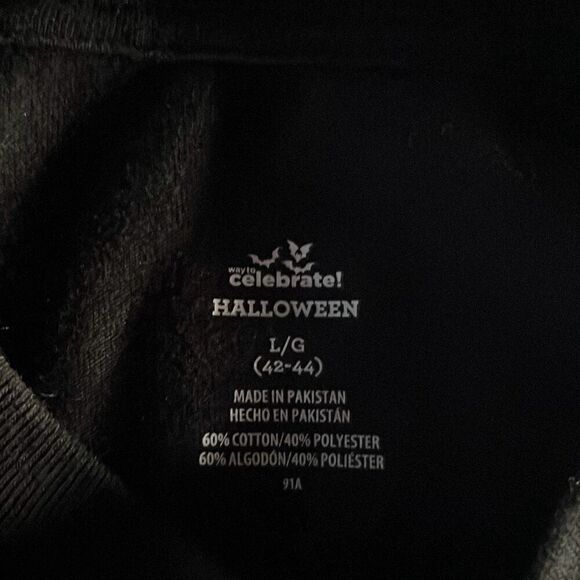 way to
celebrate!
HALLOWEEN
L/G
(42-44)
MADE IN PAKISTAN
HECHO EN PAKISTÁN
60% COTTON/40% POLYESTER
60% ALGODÓN/40% POLIÉSTER
91A